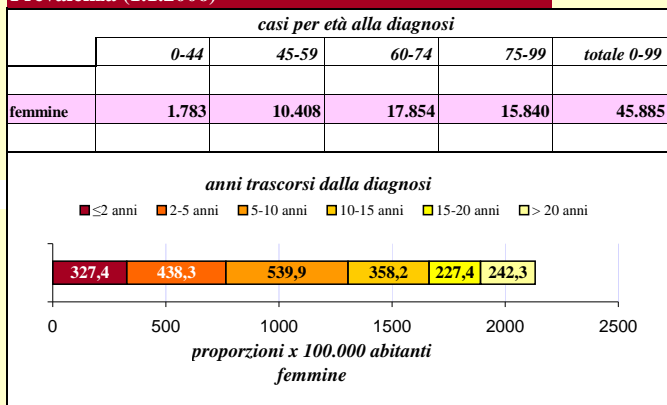 casi per età alla diagnosi
0-44 45-59 60-74 75-99 totale 0-99
femmine 1.783 10.408 17.854 15.840 45.885
anni trascorsi dalla diagnosi
≤2 anni 2-5 anni 5-10 anni 10-15 anni 15-20 anni > 20 anni
327,4 438,3 539,9 358,2 227,4 242,3
0 500 1000 1500 2000 2500
proporzioni x 100.000 abitanti
femmine